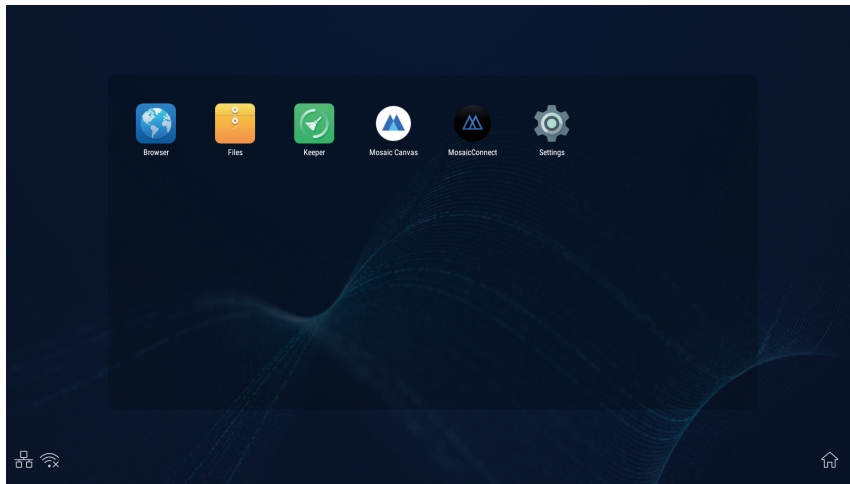 Browser
Files
Keeper
Mosaic Canvas
MosaicConnect
Settings